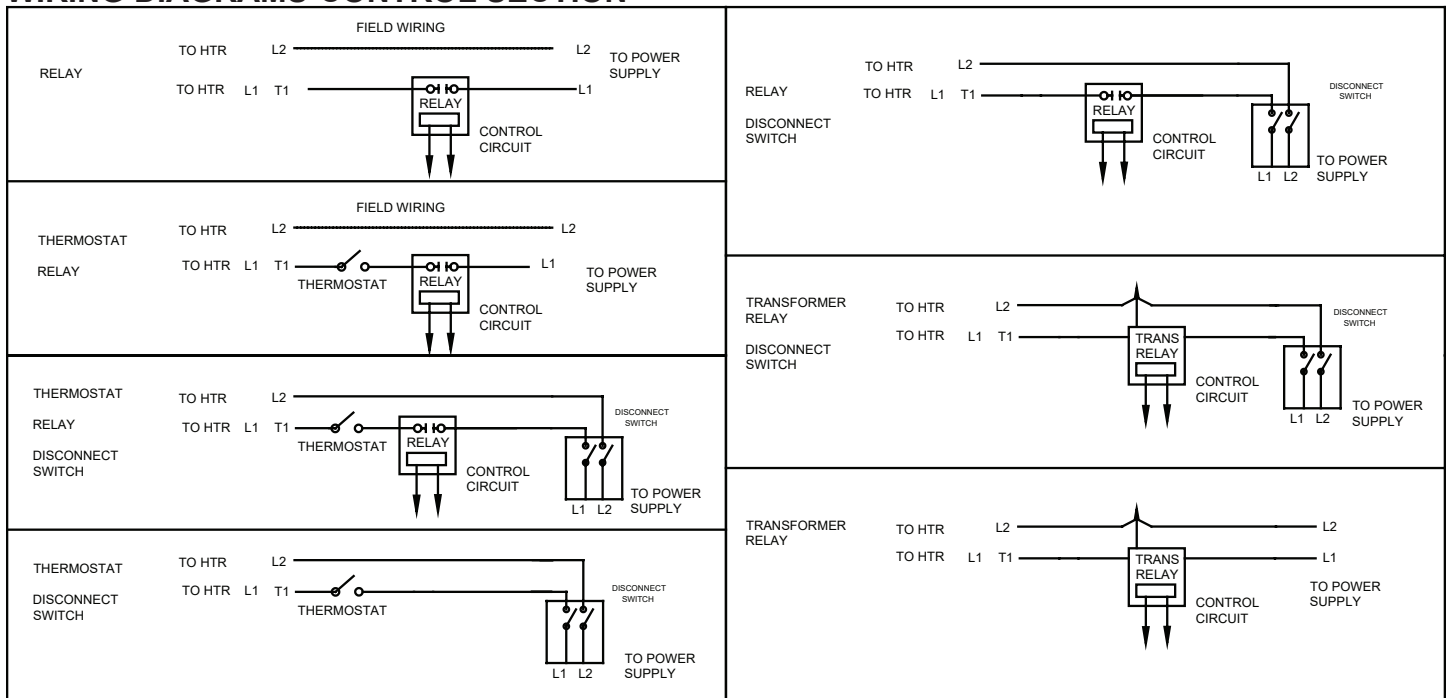 WIRING DIAGRAMS-CONTROL SECTION
RELAY
FIELD WIRING
TO HTR L2 L2
TO POWER
SUPPLY
TO HTR L1 T1 L1
RELAY
CONTROL
CIRCUIT
THERMOSTAT
RELAY
FIELD WIRING
TO HTR L2 L2
TO HTR L1 T1 L1
THERMOSTAT
RELAY
TO POWER
SUPPLY
CONTROL
CIRCUIT
THERMOSTAT
RELAY
DISCONNECT
SWITCH
TO HTR L2
TO HTR L1 T1
THERMOSTAT
RELAY
CONTROL
CIRCUIT
DISCONNECT
SWITCH
L1 L2
TO POWER
SUPPLY
THERMOSTAT
DISCONNECT
SWITCH
TO HTR L2
TO HTR L1 T1
THERMOSTAT
DISCONNECT
SWITCH
L1 L2
TO POWER
SUPPLY
RELAY
DISCONNECT
SWITCH
TO HTR L2
TO HTR L1 T1
RELAY
CONTROL
CIRCUIT
DISCONNECT
SWITCH
L1 L2
TO POWER
SUPPLY
TRANSFORMER
RELAY
DISCONNECT
SWITCH
TO HTR L2
TO HTR L1 T1
TRANS
RELAY
CONTROL
CIRCUIT
DISCONNECT
SWITCH
L1 L2
TO POWER
SUPPLY
TRANSFORMER
RELAY
TO HTR L2 L2
TO HTR L1 T1 L1
TRANS
RELAY
CONTROL
CIRCUIT
TO POWER
SUPPLY